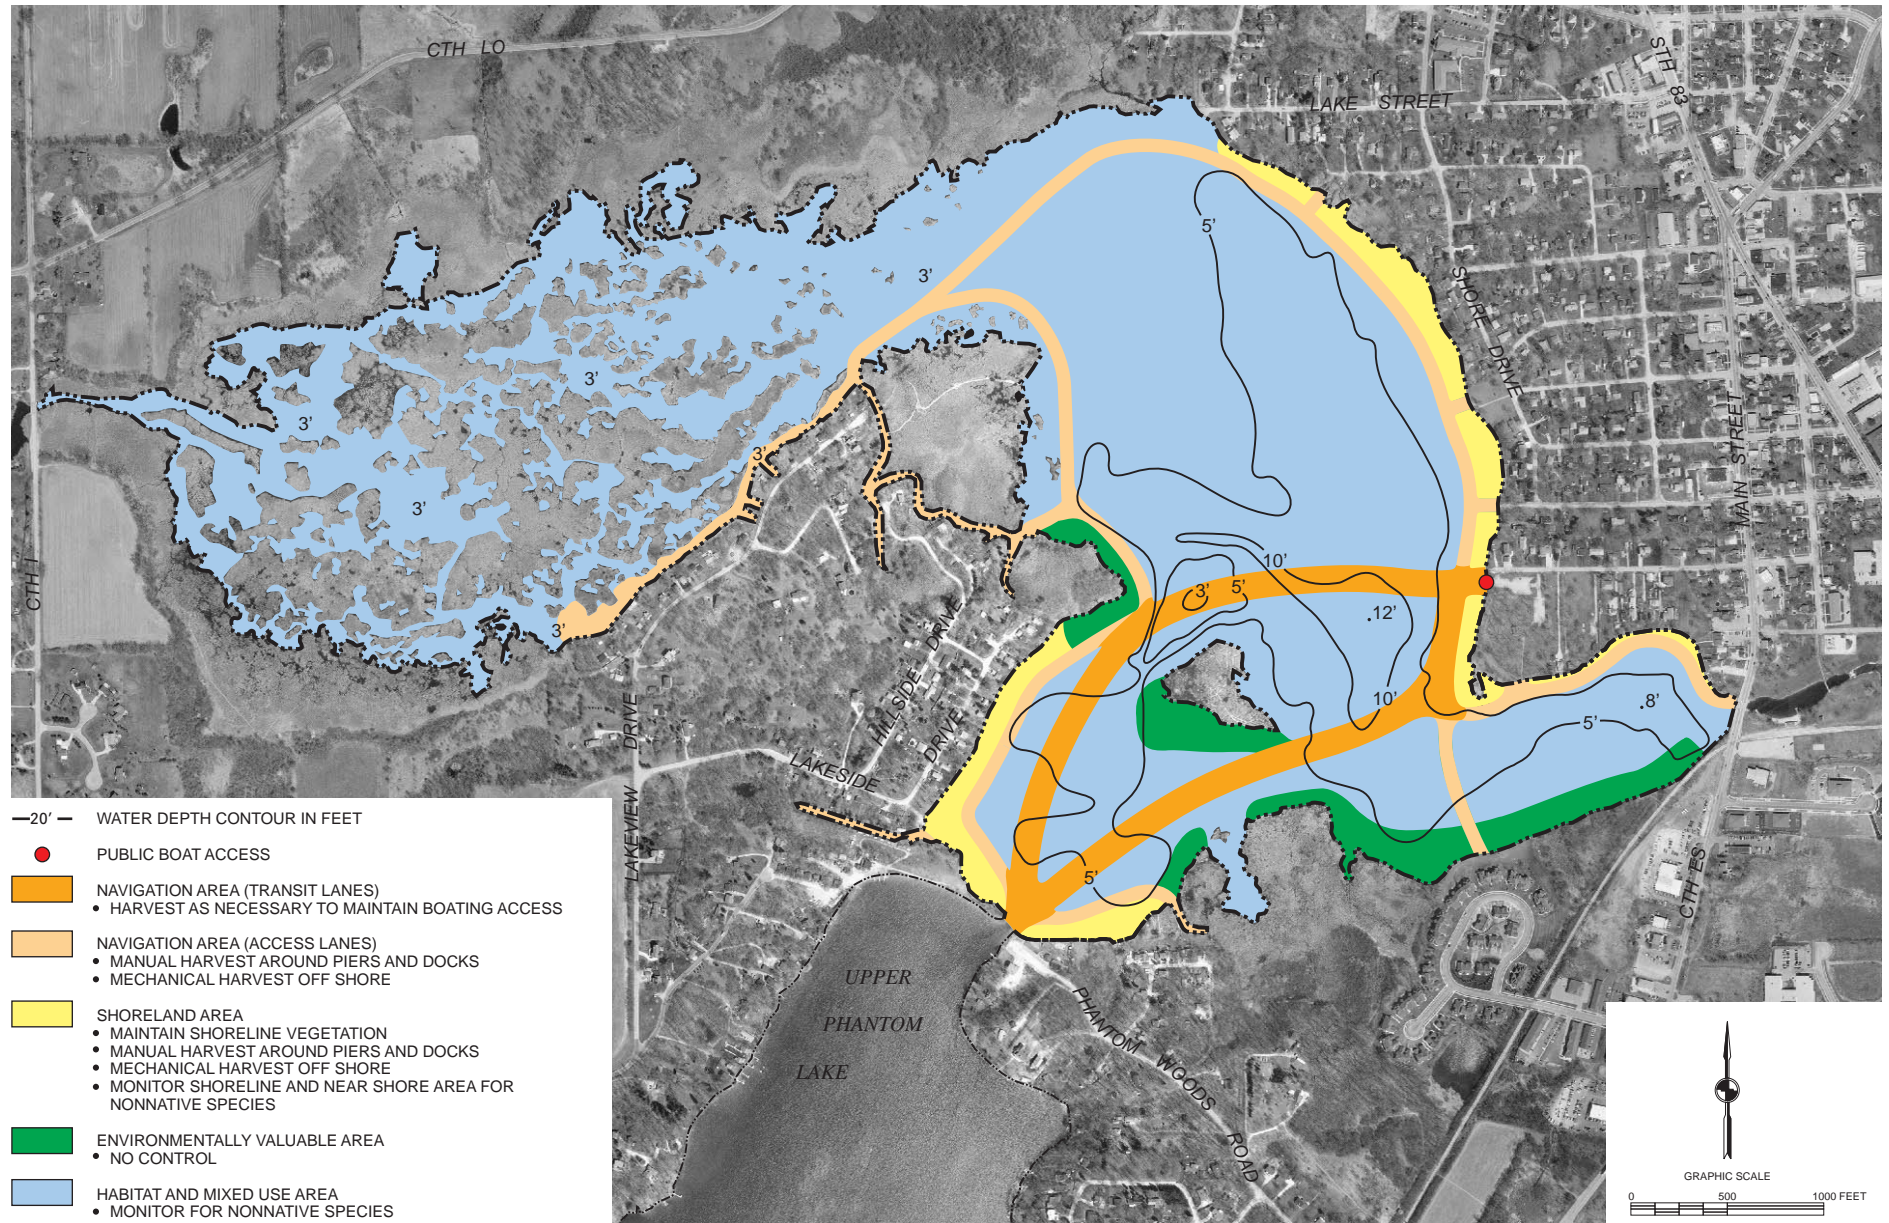 CTH LO
LAKE STREET
STH 83
5'
3'
SHORE DRIVE
3'
3'
MAIN STREET
3'
3'
CTH I
10'
3'
5'
12'
3'
HILLSIDE DRIVE
10'
8'
5'
LAKEVIEW DRIVE
LAKESIDE DRIVE
5'
CTH ES
UPPER
PHANTOM
LAKE
PHANTOM WOODS ROAD
20'
WATER DEPTH CONTOUR IN FEET
PUBLIC BOAT ACCESS
NAVIGATION AREA (TRANSIT LANES)
• HARVEST AS NECESSARY TO MAINTAIN BOATING ACCESS
NAVIGATION AREA (ACCESS LANES)
• MANUAL HARVEST AROUND PIERS AND DOCKS
• MECHANICAL HARVEST OFF SHORE
SHORELAND AREA
• MAINTAIN SHORELINE VEGETATION
• MANUAL HARVEST AROUND PIERS AND DOCKS
• MECHANICAL HARVEST OFF SHORE
• MONITOR SHORELINE AND NEAR SHORE AREA FOR
NONNATIVE SPECIES
ENVIRONMENTALLY VALUABLE AREA
• NO CONTROL
HABITAT AND MIXED USE AREA
• MONITOR FOR NONNATIVE SPECIES
GRAPHIC SCALE
0 500 1000 FEET